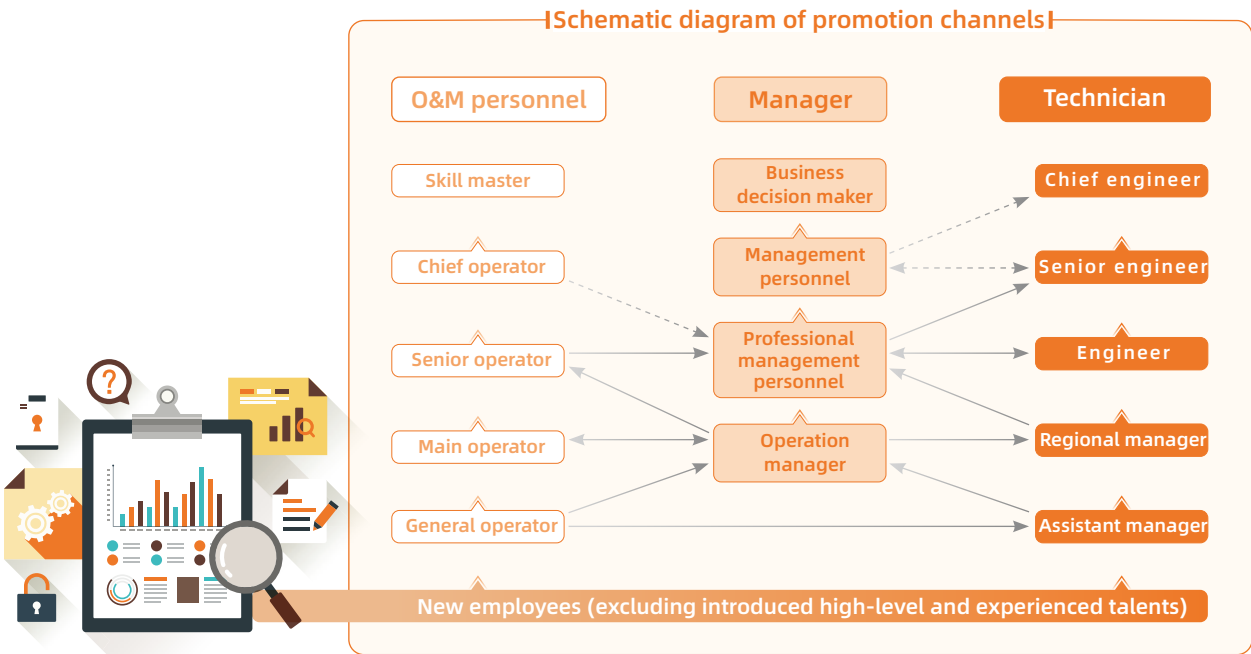 Schematic diagram of promotion channels
O&M personnel
Manager
Technician
Skill master
Business
decision maker
Chief engineer
Chief operator
Management
personnel
Senior engineer
Senior operator
Professional
management
personnel
Engineer
Main operator
Operation
manager
Regional manager
General operator
Assistant manager
New employees (excluding introduced high-level and experienced talents)
?